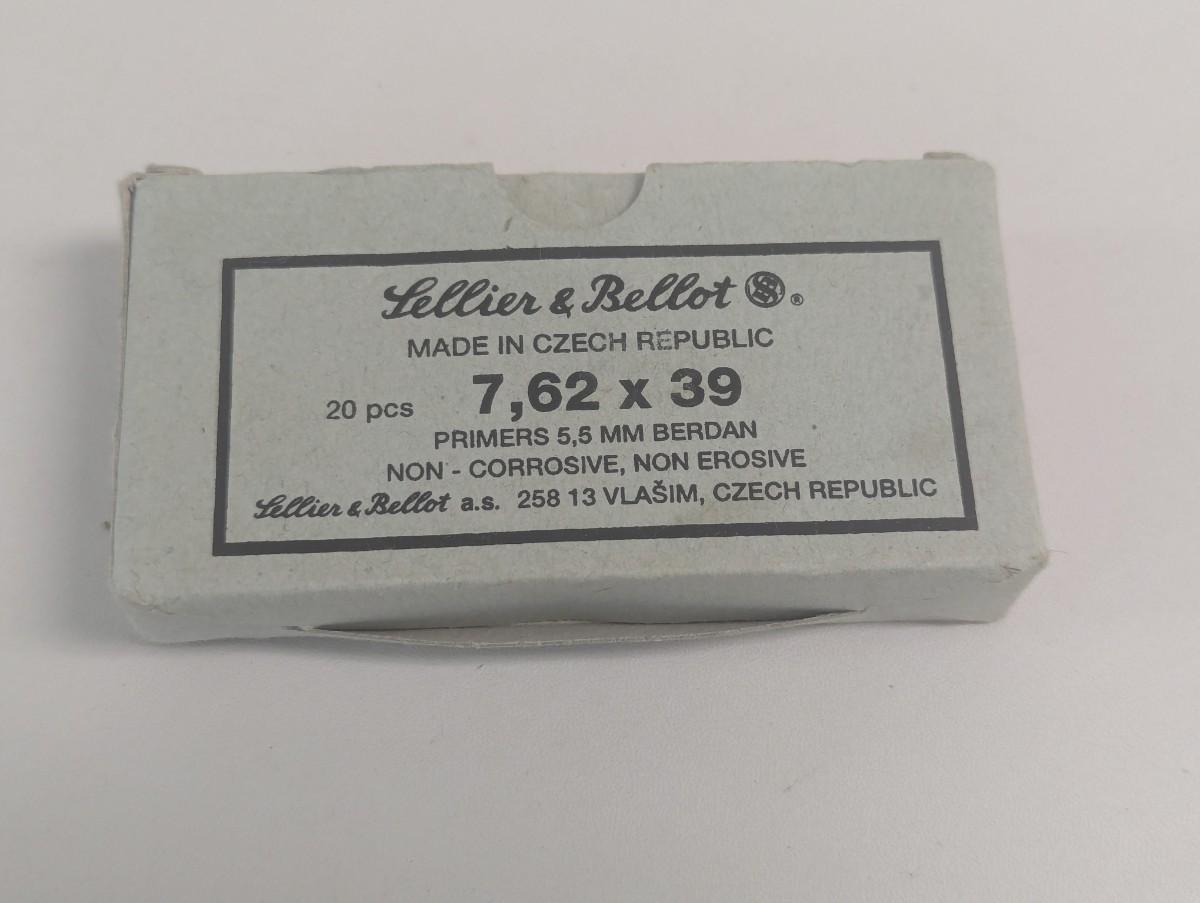 Lellier & Bellot ®
MADE IN CZECH REPUBLIC
20 pcs 7,62 x 39
PRIMERS 5,5 MM BERDAN
NON - CORROSIVE, NON EROSIVE
Sellier & Bellot a.s. 258 13 VLAŠIM, CZECH REPUBLIC